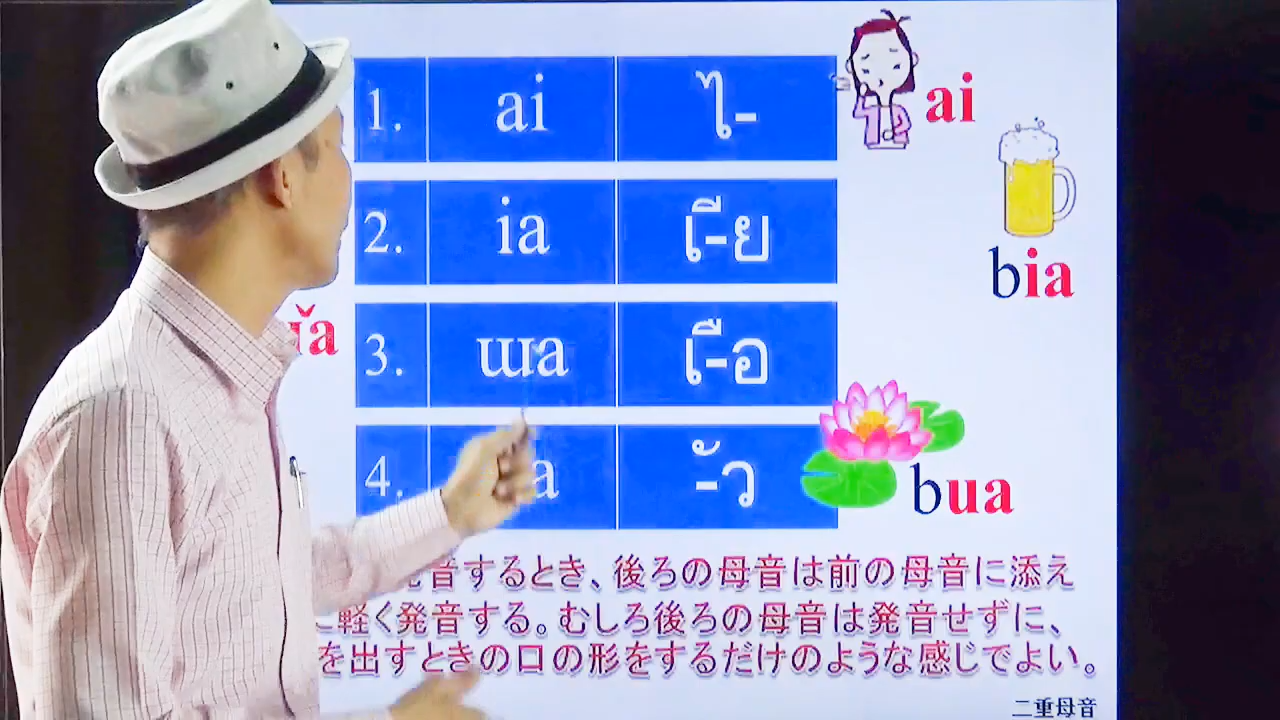 1. ai ไ- ai
2. ia เ-ีย bia
3. ɯa เ-ือ
4. -ัว bua
音するとき、後ろの母音は前の母音に添え
軽く発音する。むしろ後ろの母音は発音せずに、
を出すときの口の形をするだけのような感じでよい。
二重母音